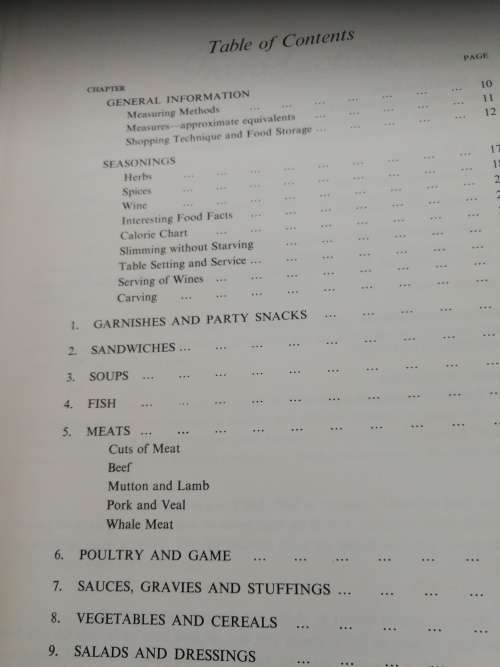 Table of Contents
PAGE
CHAPTER
GENERAL INFORMATION
Measuring Methods ... ... ... ... ... ... ... 10
Measures—approximate equivalents ... ... ... ... ... 11
Shopping Technique and Food Storage ... ... ... ... ... 12
SEASONINGS
Herbs ... ... ... ... ... ... ... ... 17
Spices ... ... ... ... ... ... ... ...
Wine ... ... ... ... ... ... ... ...
Interesting Food Facts ... ... ... ... ... ...
Calorie Chart ... ... ... ... ... ... ...
Slimming without Starving ... ... ... ... ...
Table Setting and Service ... ... ... ... ... ...
Serving of Wines ... ... ... ... ... ... ...
Carving ... ... ... ... ... ... ... ...
1. GARNISHES AND PARTY SNACKS ... ... ... ... ...
2. SANDWICHES ... ... ... ... ... ... ... ...
3. SOUPS ... ... ... ... ... ... ... ... ...
4. FISH ... ... ... ... ... ... ... ... ...
5. MEATS ... ... ... ... ... ... ... ... ...
Cuts of Meat
Beef
Mutton and Lamb
Pork and Veal
Whale Meat
6. POULTRY AND GAME ... ... ... ... ... ...
7. SAUCES, GRAVIES AND STUFFINGS ... ... ... ...
8. VEGETABLES AND CEREALS ... ... ... ... ...
9. SALADS AND DRESSINGS ... ... ... ... ...